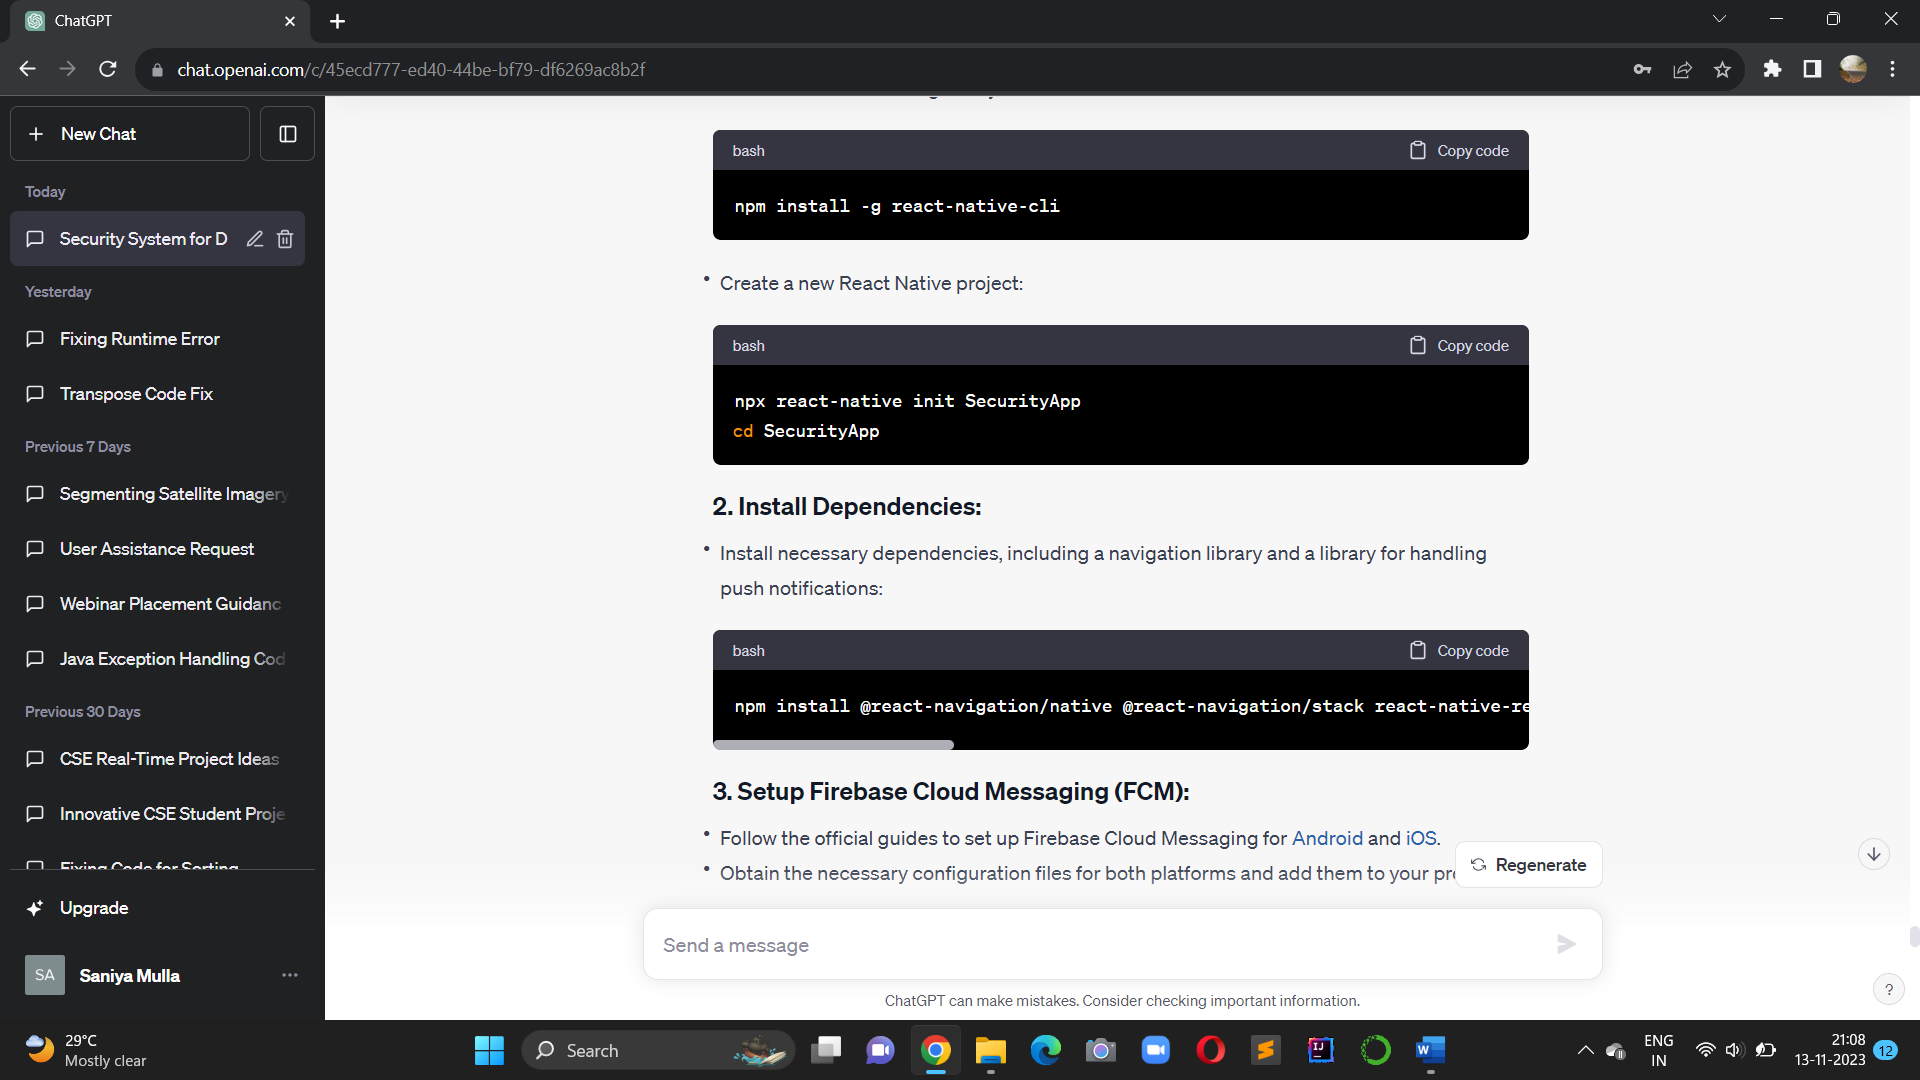 ChatGPT
chat.openai.com/c/45ecd777-ed40-44be-bf79-df6269ac8b2f
New Chat
Today
Security System for D
Yesterday
Fixing Runtime Error
Transpose Code Fix
Previous 7 Days
Segmenting Satellite Imagery
User Assistance Request
Webinar Placement Guidanc
Java Exception Handling Cod
Previous 30 Days
CSE Real-Time Project Ideas
Innovative CSE Student Proje
Fixing Code for Sorting
Upgrade
SA
Saniya Mulla
bash
Copy code
npm install -g react-native-cli
• Create a new React Native project:
bash
Copy code
npx react-native init SecurityApp
cd SecurityApp
2. Install Dependencies:
• Install necessary dependencies, including a navigation library and a library for handling
push notifications:
bash
Copy code
npm install @react-navigation/native @react-navigation/stack react-native-re
3. Setup Firebase Cloud Messaging (FCM):
• Follow the official guides to set up Firebase Cloud Messaging for Android and iOS.
• Obtain the necessary configuration files for both platforms and add them to your pr
Regenerate
Send a message
ChatGPT can make mistakes. Consider checking important information.
?
29°C
Mostly clear
Search
ENG
IN
21:08
13-11-2023
12